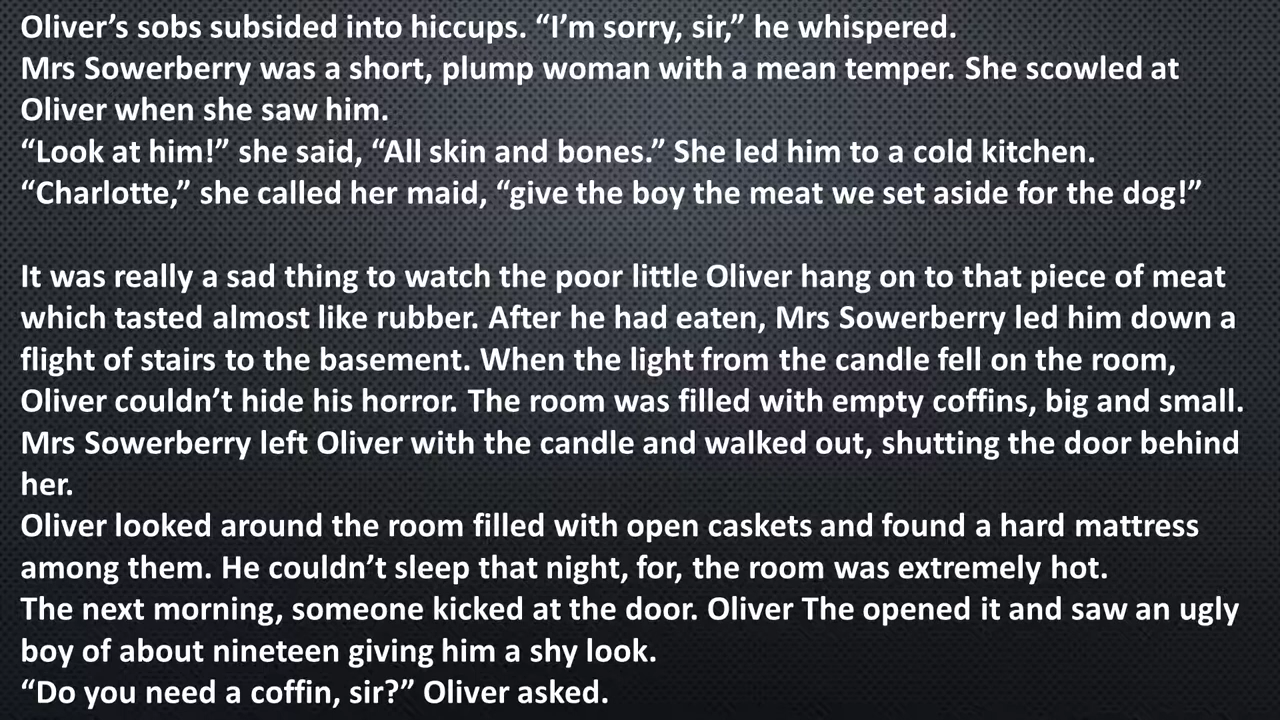 Oliver’s sobs subsided into hiccups. “I’m sorry, sir,” he whispered.
Mrs Sowerberry was a short, plump woman with a mean temper. She scowled at
Oliver when she saw him.
“Look at him!” she said, “All skin and bones.” She led him to a cold kitchen.
“Charlotte,” she called her maid, “give the boy the meat we set aside for the dog!”
It was really a sad thing to watch the poor little Oliver hang on to that piece of meat
which tasted almost like rubber. After he had eaten, Mrs Sowerberry led him down a
flight of stairs to the basement. When the light from the candle fell on the room,
Oliver couldn’t hide his horror. The room was filled with empty coffins, big and small.
Mrs Sowerberry left Oliver with the candle and walked out, shutting the door behind
her.
Oliver looked around the room filled with open caskets and found a hard mattress
among them. He couldn’t sleep that night, for, the room was extremely hot.
The next morning, someone kicked at the door. Oliver The opened it and saw an ugly
boy of about nineteen giving him a shy look.
“Do you need a coffin, sir?” Oliver asked.